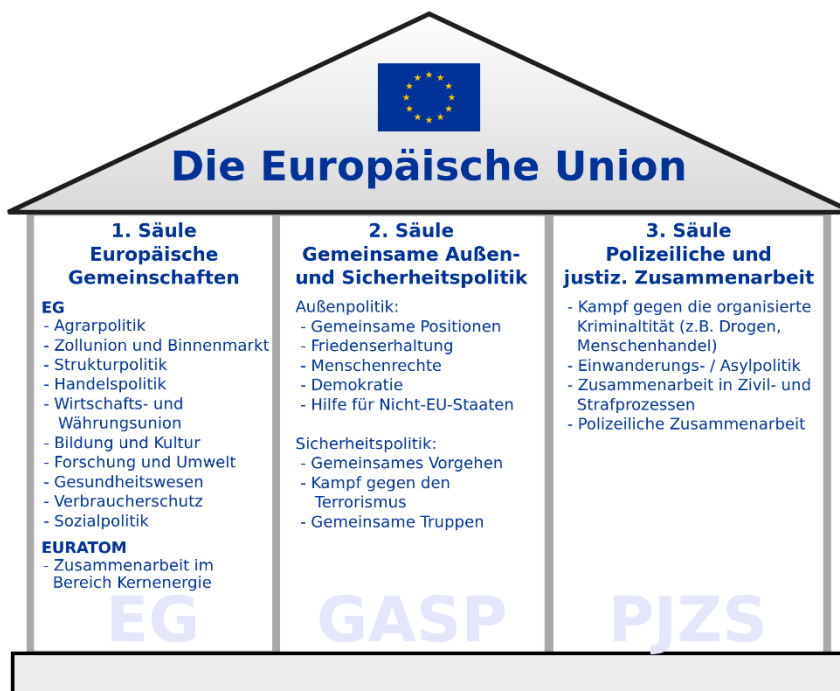 Die Europäische Union
1. Säule
Europäische
Gemeinschaften
EG
- Agrarpolitik
- Zollunion und Binnenmarkt
- Strukturpolitik
- Handelspolitik
- Wirtschafts- und
Währungsunion
- Bildung und Kultur
- Forschung und Umwelt
- Gesundheitswesen
- Verbraucherschutz
- Sozialpolitik
EURATOM
- Zusammenarbeit im
Bereich Kernenergie
EG
2. Säule
Gemeinsame Außen-
und Sicherheitspolitik
Außenpolitik:
- Gemeinsame Positionen
- Friedenserhaltung
- Menschenrechte
- Demokratie
- Hilfe für Nicht-EU-Staaten
Sicherheitspolitik:
- Gemeinsames Vorgehen
- Kampf gegen den
Terrorismus
- Gemeinsame Truppen
GASP
3. Säule
Polizeiliche und
justiz. Zusammenarbeit
- Kampf gegen die organisierte
Kriminaltität (z.B. Drogen,
Menschenhandel)
- Einwanderungs- / Asylpolitik
- Zusammenarbeit in Zivil- und
Strafprozessen
- Polizeiliche Zusammenarbeit
PJZS